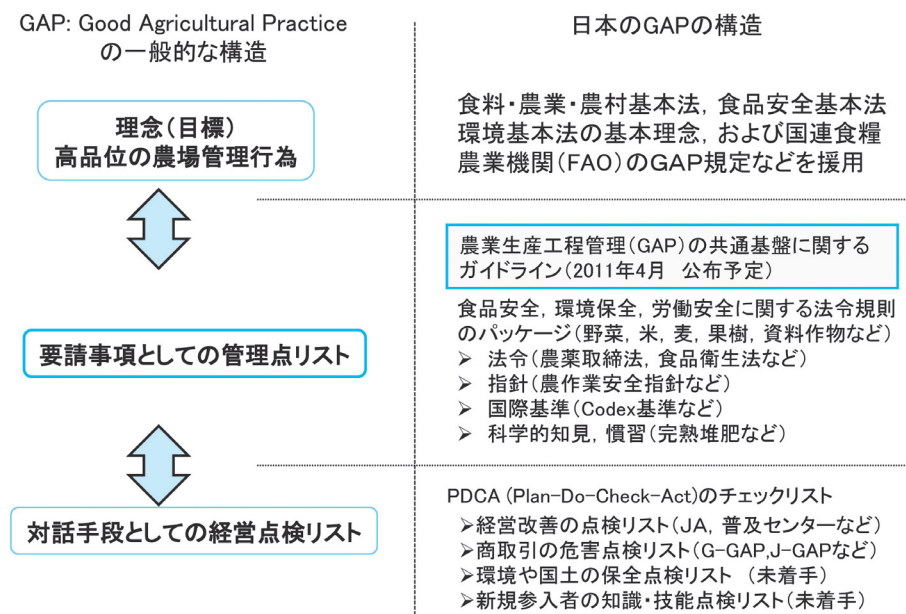 GAP: Good Agricultural Practice
の一般的な構造
日本のGAPの構造
理念（目標）
高品位の農場管理行為
食料・農業・農村基本法，食品安全基本法
環境基本法の基本理念，および国連食糧
農業機関（FAO）のGAP規定などを援用
農業生産工程管理（GAP）の共通基盤に関する
ガイドライン（2011年4月　公布予定）
要請事項としての管理点リスト
食品安全，環境保全，労働安全に関する法令規則
のパッケージ（野菜，米，麦，果樹，資料作物など）
➢ 法令（農薬取締法，食品衛生法など）
➢ 指針（農作業安全指針など）
➢ 国際基準（Codex基準など）
➢ 科学的知見，慣習（完熟堆肥など）
対話手段としての経営点検リスト
PDCA (Plan-Do-Check-Act)のチェックリスト
➢経営改善の点検リスト（JA，普及センターなど）
➢商取引の危害点検リスト（G-GAP,J-GAPなど）
➢環境や国土の保全点検リスト　（未着手）
➢新規参入者の知識・技能点検リスト（未着手）